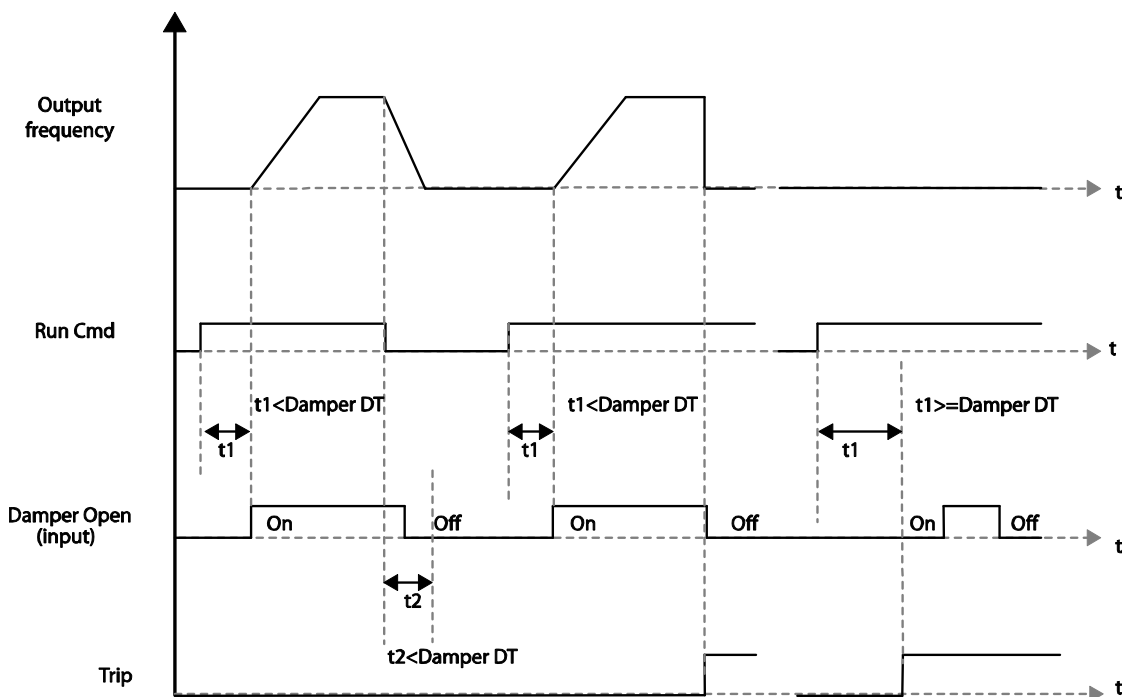 Output
frequency
t
Run Cmd
t
t1<Damper DT
t1<Damper DT
t1>=Damper DT
t1
t1
t1
Damper Open
(input)
On
Off
On
Off
On
Off
t
t2
t2<Damper DT
Trip
t